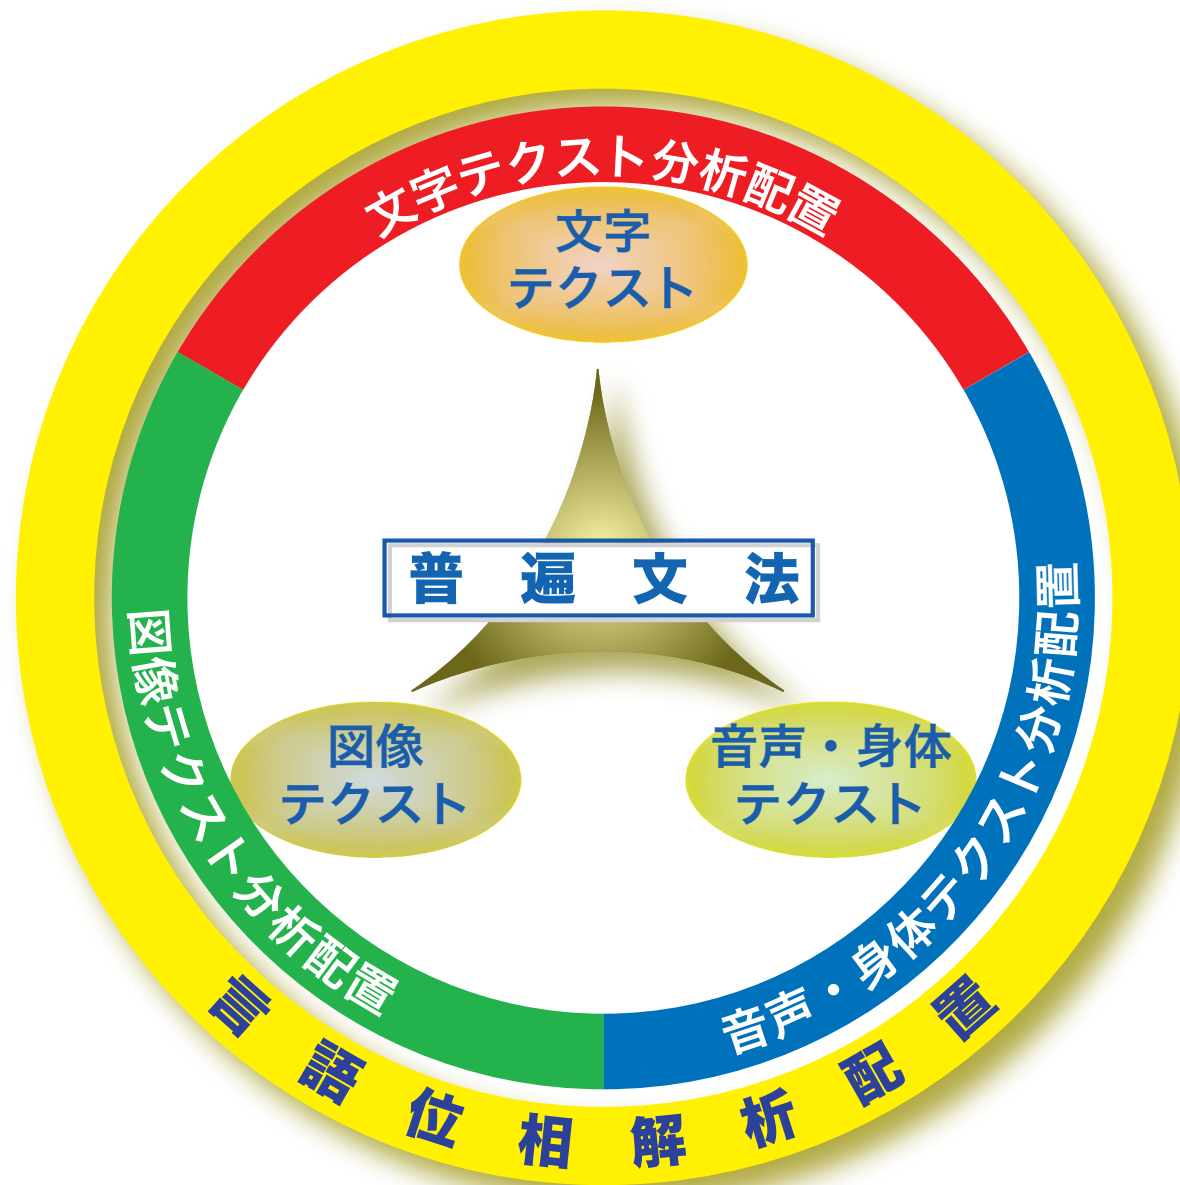 文字テクスト分析配置
文字
テクスト
普遍文法
図像
テクスト
音声・身体
テクスト
図像テクスト分析配置
音声・身体テクスト分析配置
言語位相解析配置